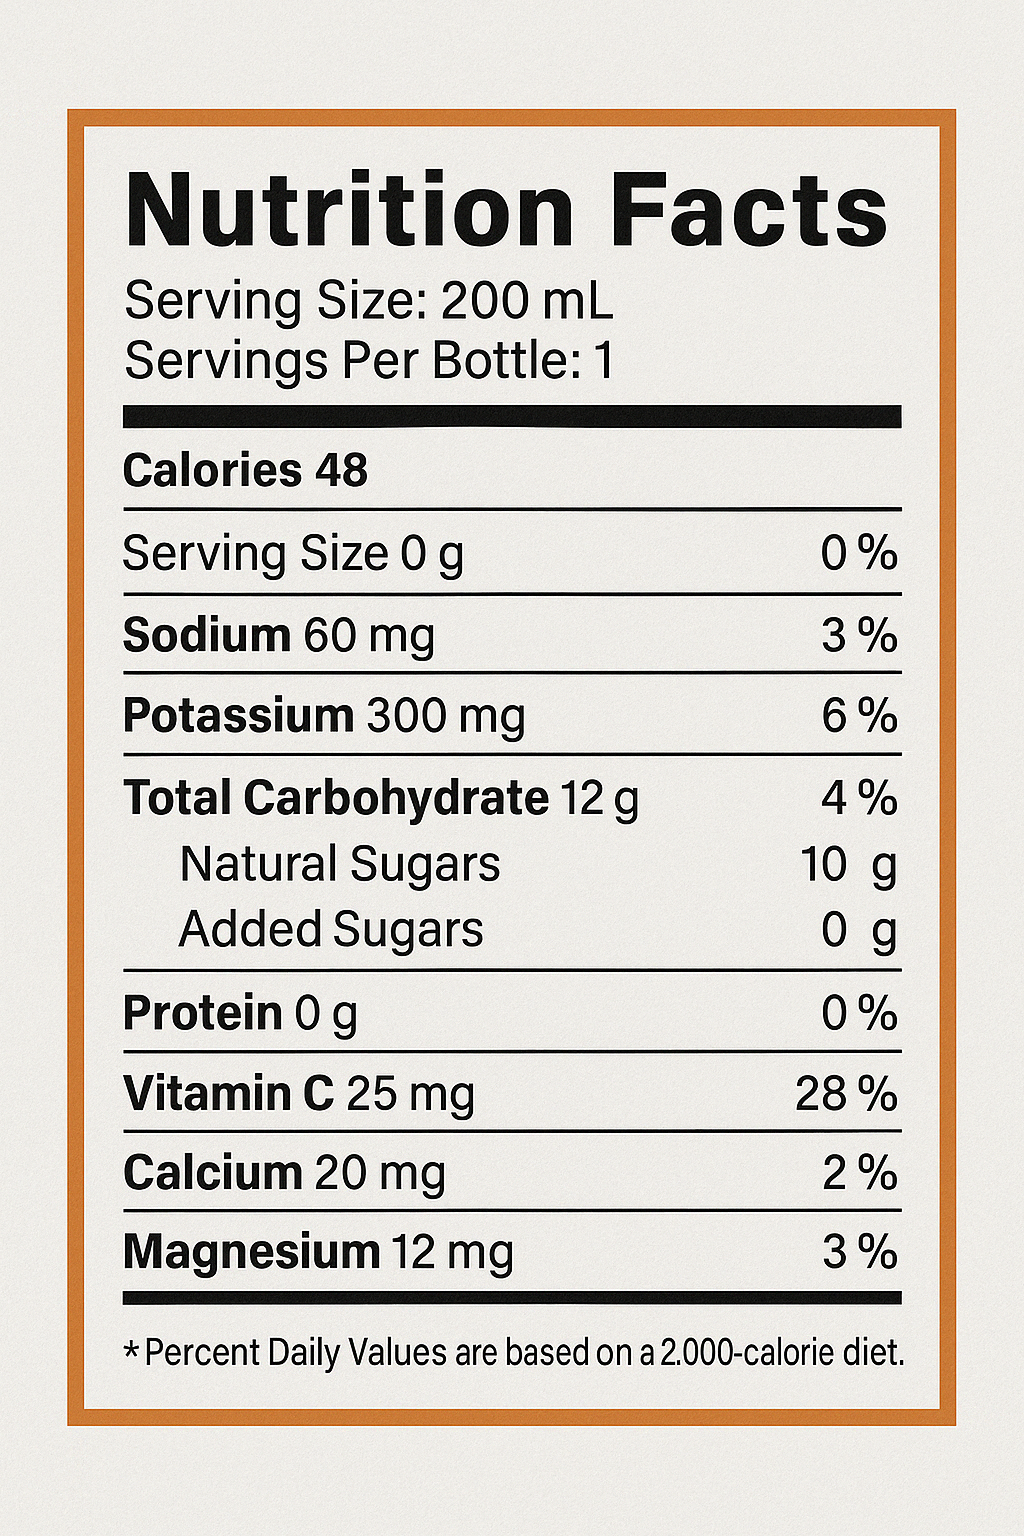 Nutrition Facts
Serving Size: 200 mL
Servings Per Bottle: 1
Calories 48
Serving Size 0 g 0 %
Sodium 60 mg 3 %
Potassium 300 mg 6 %
Total Carbohydrate 12 g 4 %
Natural Sugars 10 g
Added Sugars 0 g
Protein 0 g 0 %
Vitamin C 25 mg 28 %
Calcium 20 mg 2 %
Magnesium 12 mg 3 %
* Percent Daily Values are based on a 2.000-calorie diet.